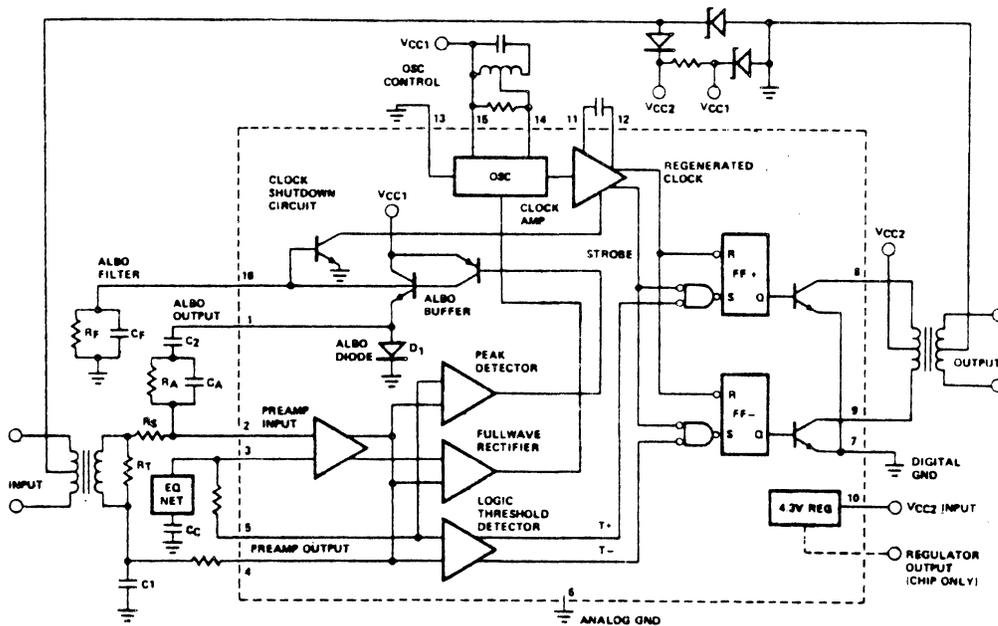 VCC1
OSC
CONTROL
VCC2
VCC1
13
15
14
11
12
OSC
REGENERATED
CLOCK
CLOCK
SHUTDOWN
CIRCUIT
VCC1
CLOCK
AMP
STROBE
R
FF +
S
Q
VCC2
8
ALBO
FILTER
16
ALBO
BUFFER
ALBO
OUTPUT
1
RF
CF
C2
ALBO
DIODE
D1
RA
CA
PEAK
DETECTOR
OUTPUT
R
FF-
S
Q
9
7
DIGITAL
GND
RS
2
PREAMP
INPUT
3
FULLWAVE
RECTIFIER
INPUT
RT
EQ
NET
CC
LOGIC
THRESHOLD
DETECTOR
4.3V REG
10
VCC2 INPUT
5
PREAMP OUTPUT
4
T+
T-
REGULATOR
OUTPUT
(CHIP ONLY)
C1
6
ANALOG GND